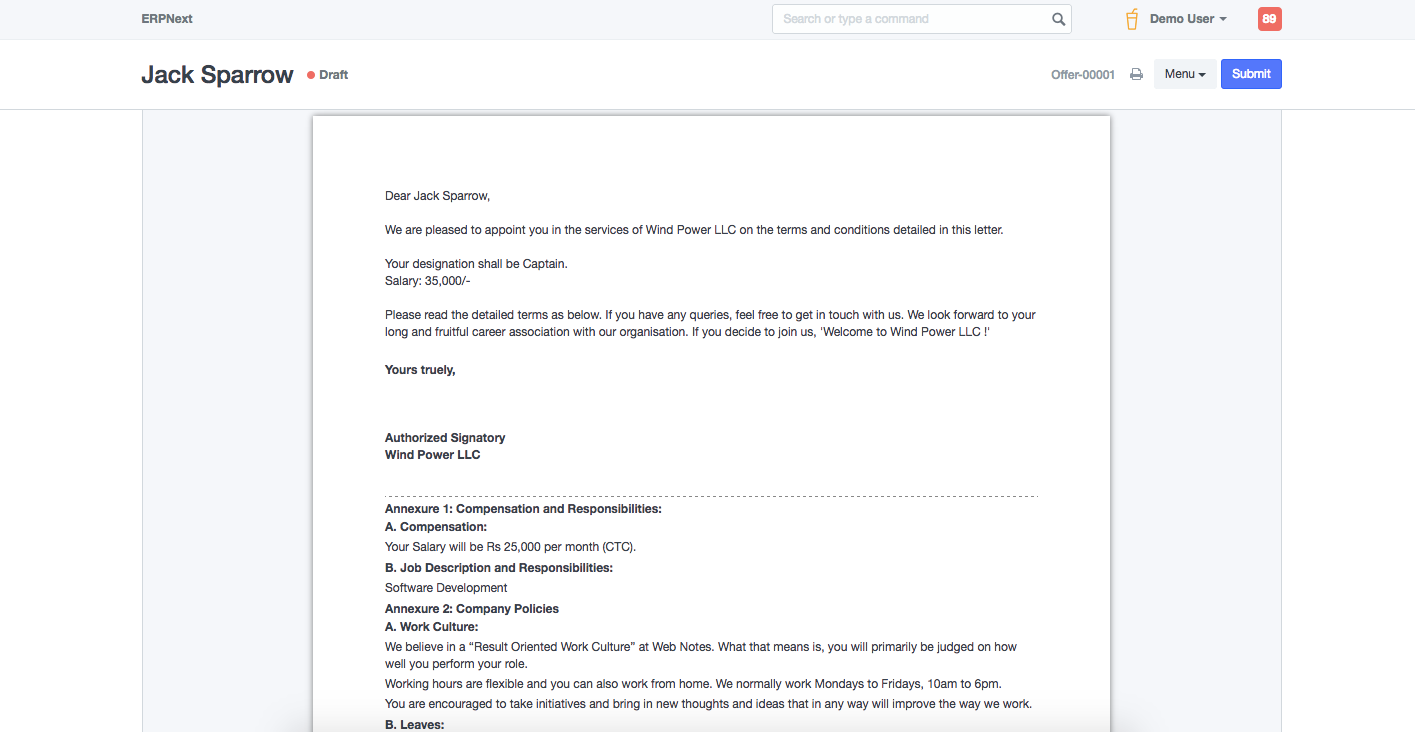 ERPNext
Search or type a command
Demo User
89
Jack Sparrow
Draft
Offer-00001
Menu
Submit
Dear Jack Sparrow,
We are pleased to appoint you in the services of Wind Power LLC on the terms and conditions detailed in this letter.
Your designation shall be Captain.
Salary: 35,000/-
Please read the detailed terms as below. If you have any queries, feel free to get in touch with us. We look forward to your
long and fruitful career association with our organisation. If you decide to join us, 'Welcome to Wind Power LLC !'
Yours truely,
Authorized Signatory
Wind Power LLC
Annexure 1: Compensation and Responsibilities:
A. Compensation:
Your Salary will be Rs 25,000 per month (CTC).
B. Job Description and Responsibilities:
Software Development
Annexure 2: Company Policies
A. Work Culture:
We believe in a “Result Oriented Work Culture” at Web Notes. What that means is, you will primarily be judged on how
well you perform your role.
Working hours are flexible and you can also work from home. We normally work Mondays to Fridays, 10am to 6pm.
You are encouraged to take initiatives and bring in new thoughts and ideas that in any way will improve the way we work.
B. Leaves: